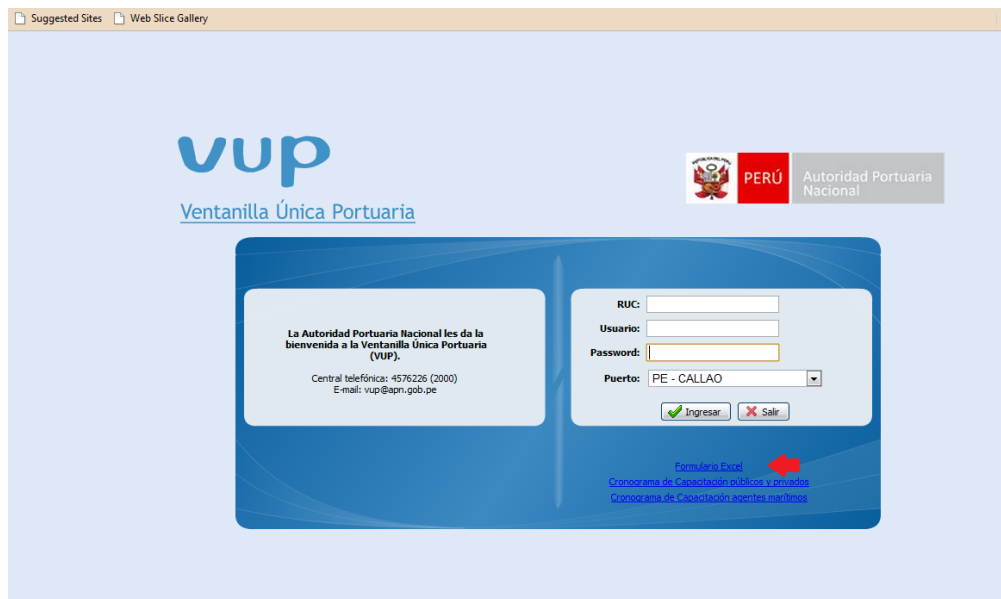 Suggested Sites Web Slice Gallery
vup
Ventanilla Única Portuaria
PERÚ
Autoridad Portuaria
Nacional
La Autoridad Portuaria Nacional les da la
bienvenida a la Ventanilla Única Portuaria
(VUP).
Central telefónica: 4576226 (2000)
E-mail: vup@apn.gob.pe
RUC:
Usuario:
Password:
Puerto: PE - CALLAO
Ingresar Salir
Formulario Excel
Cronograma de Capacitación públicos y privados
Cronograma de Capacitación agentes marítimos